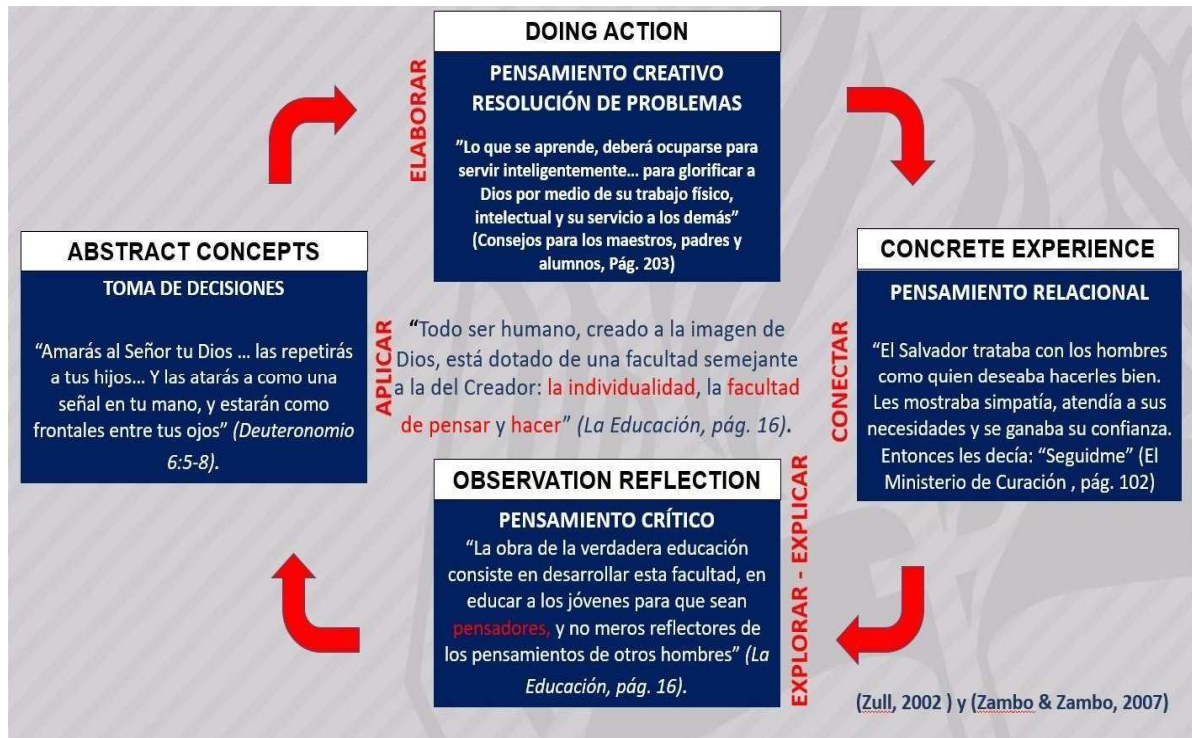 DOING ACTION
ELABORAR
PENSAMIENTO CREATIVO
RESOLUCIÓN DE PROBLEMAS
"Lo que se aprende, deberá ocuparse para
servir inteligentemente... para glorificar a
Dios por medio de su trabajo físico,
intelectual y su servicio a los demás"
(Consejos para los maestros, padres y
alumnos, Pág. 203)
ABSTRACT CONCEPTS
TOMA DE DECISIONES
"Amarás al Señor tu Dios ... las repetirás
a tus hijos... Y las atarás a como una
señal en tu mano, y estarán como
frontales entre tus ojos" (Deuteronomio
6:5-8).
APLICAR
"Todo ser humano, creado a la imagen de
Dios, está dotado de una facultad semejante
a la del Creador: la individualidad, la facultad
de pensar y hacer" (La Educación, pág. 16).
CONECTAR
CONCRETE EXPERIENCE
PENSAMIENTO RELACIONAL
"El Salvador trataba con los hombres
como quien deseaba hacerles bien.
Les mostraba simpatía, atendía a sus
necesidades y se ganaba su confianza.
Entonces les decía: "Seguidme" (El
Ministerio de Curación , pág. 102)
OBSERVATION REFLECTION
PENSAMIENTO CRÍTICO
"La obra de la verdadera educación
consiste en desarrollar esta facultad, en
educar a los jóvenes para que sean
pensadores, y no meros reflectores de
los pensamientos de otros hombres" (La
Educación, pág. 16).
EXPLORAR - EXPLICAR
(Zull, 2002 ) y (Zambo & Zambo, 2007)